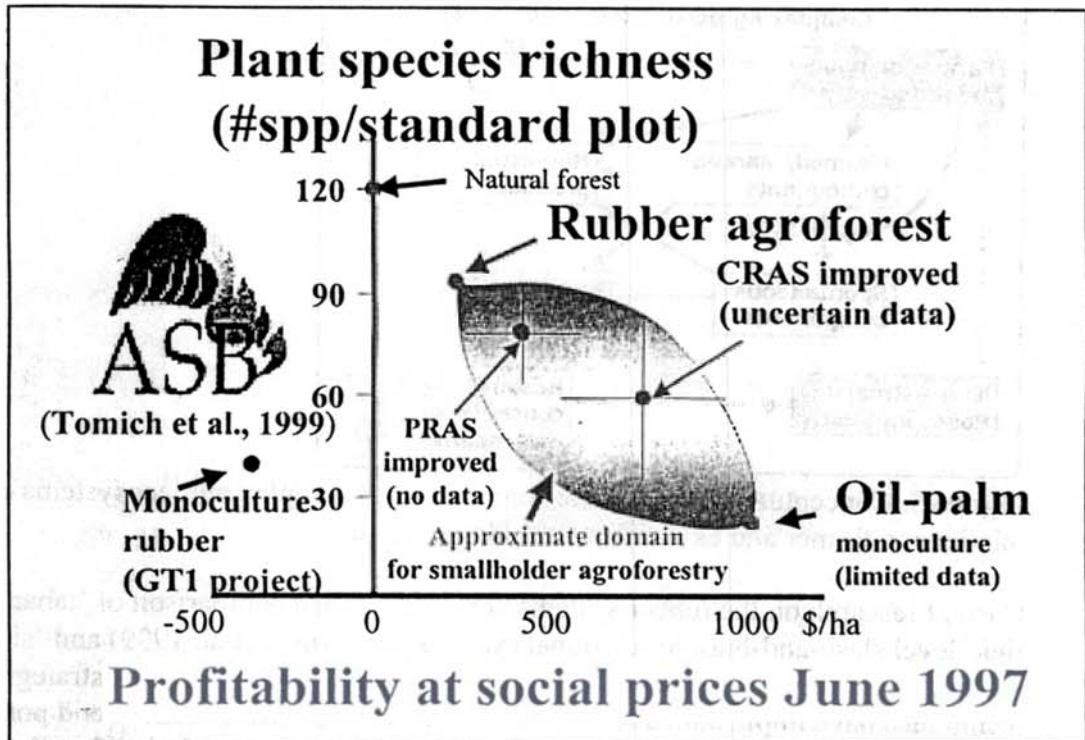 Plant species richness
(#spp/standard plot)
120
Natural forest
Rubber agroforest
CRAS improved
(uncertain data)
90
ASB
(Tomich et al., 1999)
60
PRAS
improved
(no data)
Monoculture
rubber
(GT1 project)
30
Approximate domain
for smallholder agroforestry
Oil-palm
monoculture
(limited data)
-500
0
500
1000
$/ha
Profitability at social prices June 1997